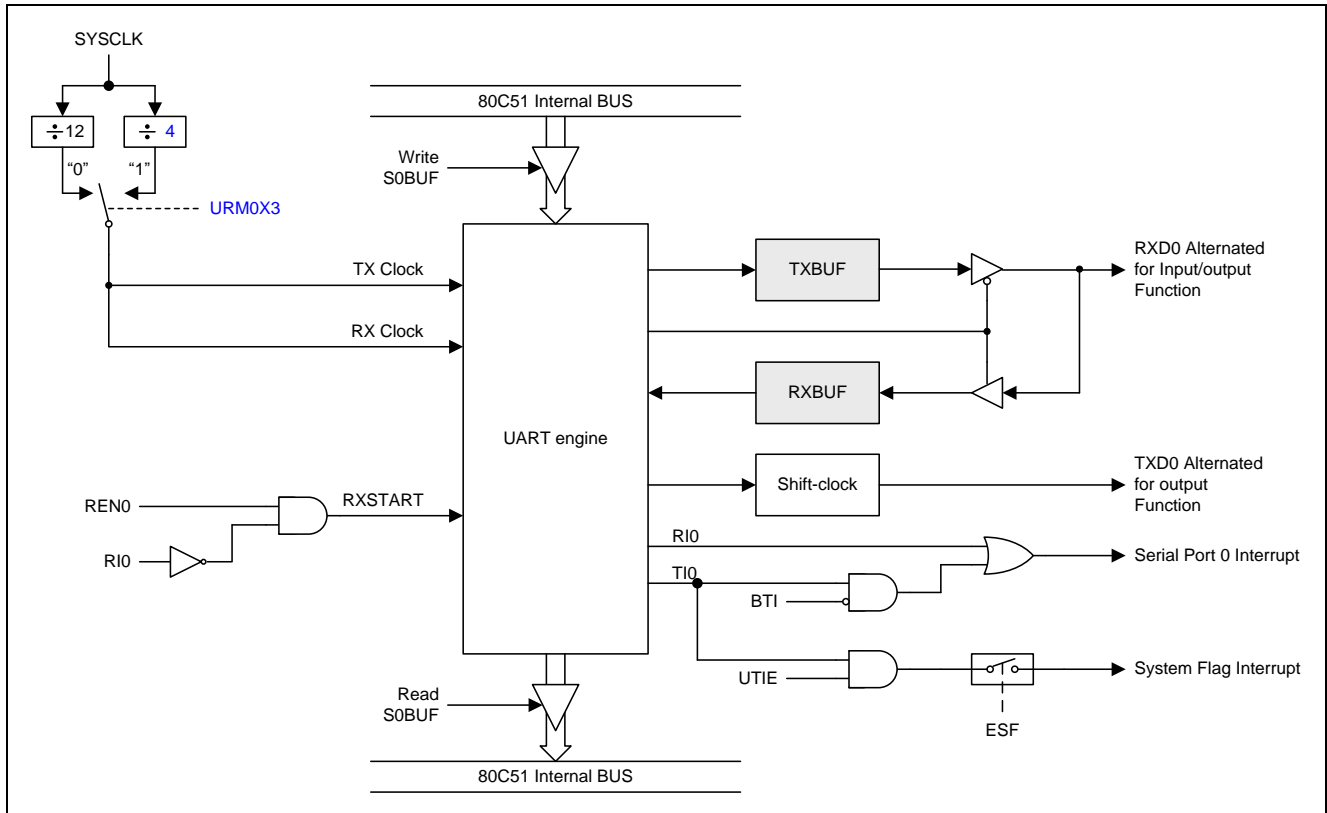 SYSCLK
÷12
÷ 4
“0”
“1”
URM0X3
80C51 Internal BUS
Write
S0BUF
TX Clock
RX Clock
UART engine
TXBUF
RXD0 Alternated
for Input/output
Function
RXBUF
Shift-clock
TXD0 Alternated
for output
Function
REN0
RXSTART
RI0
RI0
Serial Port 0 Interrupt
TI0
BTI
UTIE
System Flag Interrupt
ESF
Read
S0BUF
80C51 Internal BUS